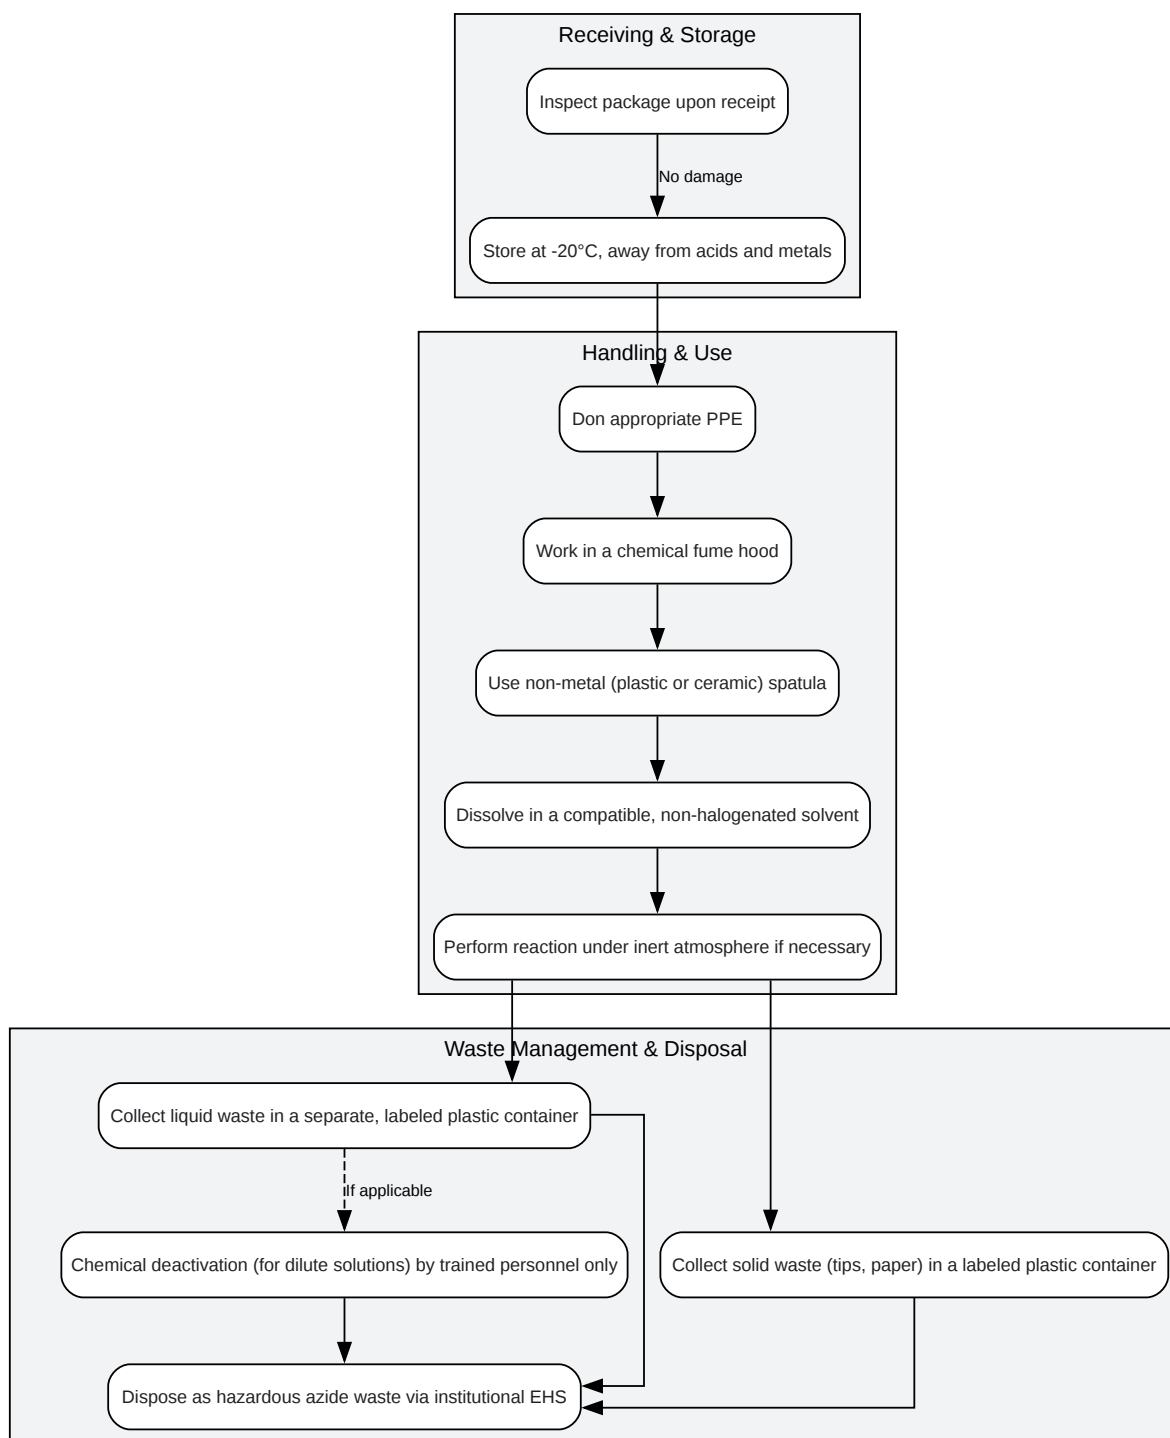 Receiving & Storage
Inspect package upon receipt
No damage
Store at -20°C, away from acids and metals
Handling & Use
Don appropriate PPE
Work in a chemical fume hood
Use non-metal (plastic or ceramic) spatula
Dissolve in a compatible, non-halogenated solvent
Perform reaction under inert atmosphere if necessary
Waste Management & Disposal
Collect liquid waste in a separate, labeled plastic container
If applicable
Chemical deactivation (for dilute solutions) by trained personnel only
Collect solid waste (tips, paper) in a labeled plastic container
Dispose as hazardous azide waste via institutional EHS